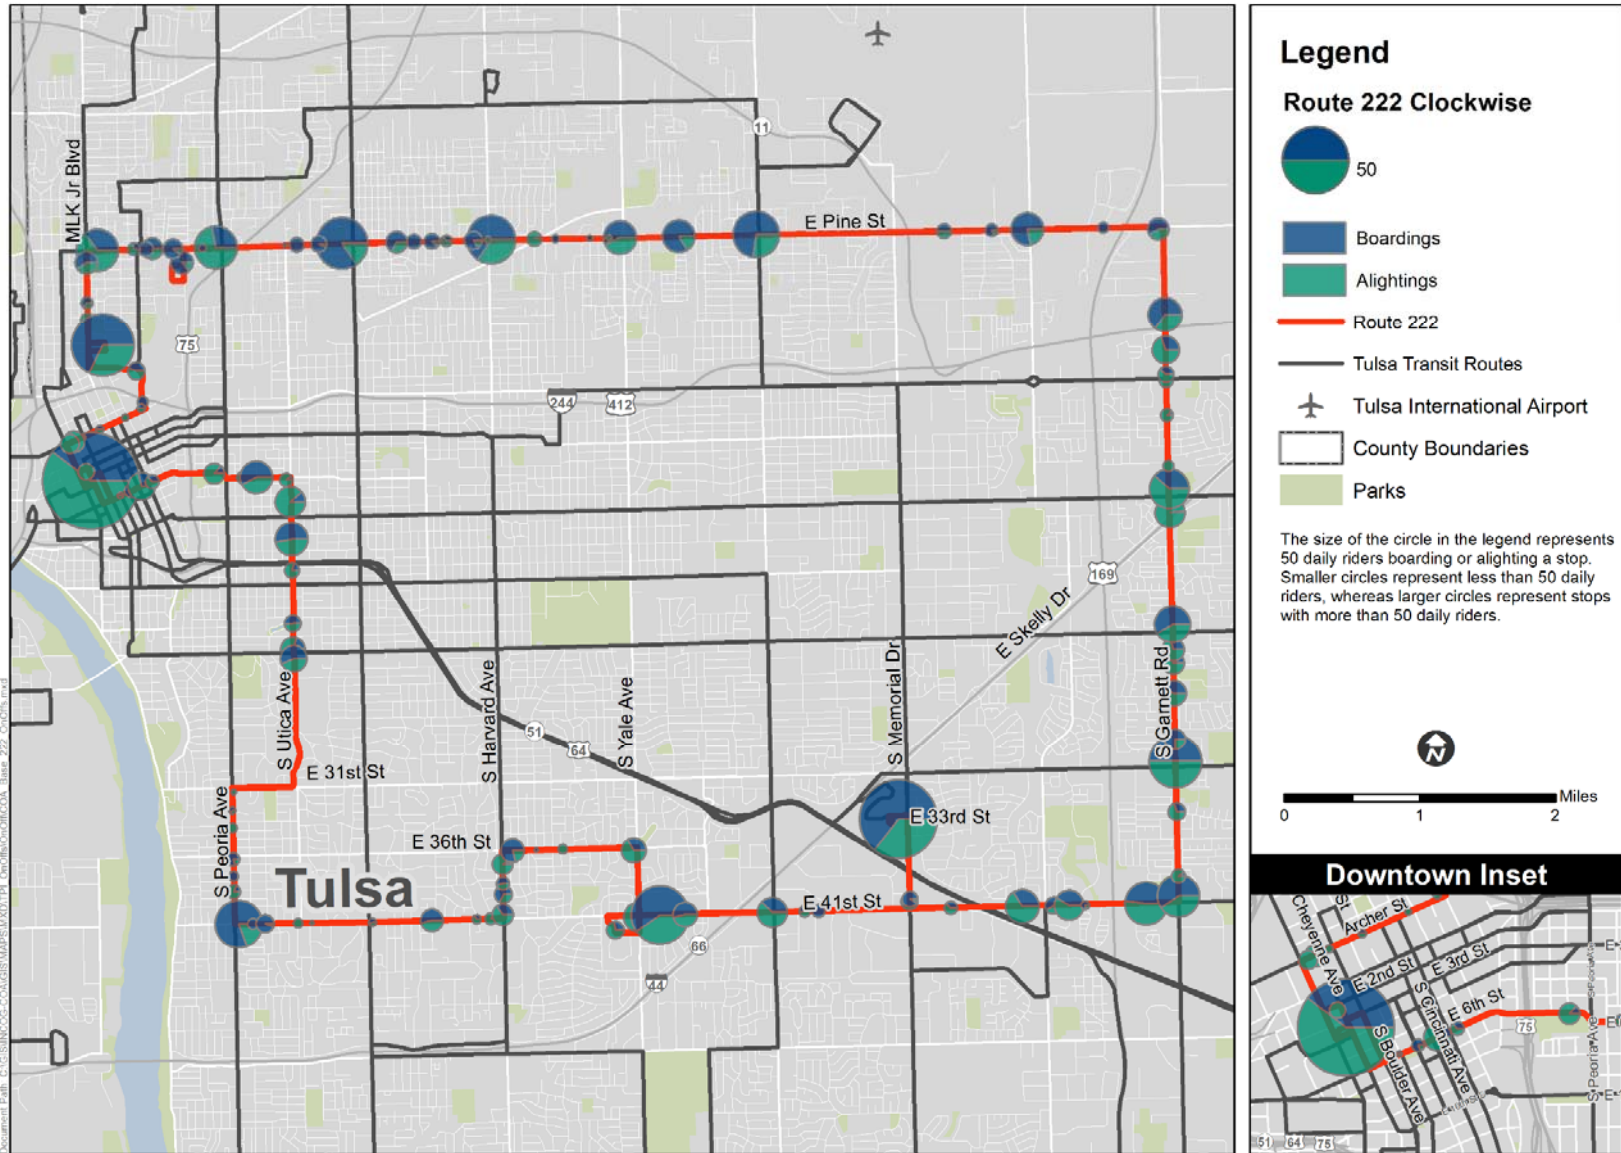 MLK Jr Blvd
11
E Pine St
75
244
412
169
E Skelly Dr
S Memorial Dr
S Garnett Rd
S Utica Ave
S Harvard Ave
S Yale Ave
51
64
E 31st St
S Peoria Ave
E 36th St
E 33rd St
Tulsa
E 41st St
66
44
Legend
Route 222 Clockwise
50
Boardings
Alightings
Route 222
Tulsa Transit Routes
Tulsa International Airport
County Boundaries
Parks
The size of the circle in the legend represents
50 daily riders boarding or alighting a stop.
Smaller circles represent less than 50 daily
riders, whereas larger circles represent stops
with more than 50 daily riders.
N
Miles
0 1 2
Downtown Inset
St
Archer St
Cheyenne Ave
E 2nd St
E 3rd St
S Cincinnati Ave
E 6th St
S Boulder Ave
75
S Peoria Ave
51 64 75